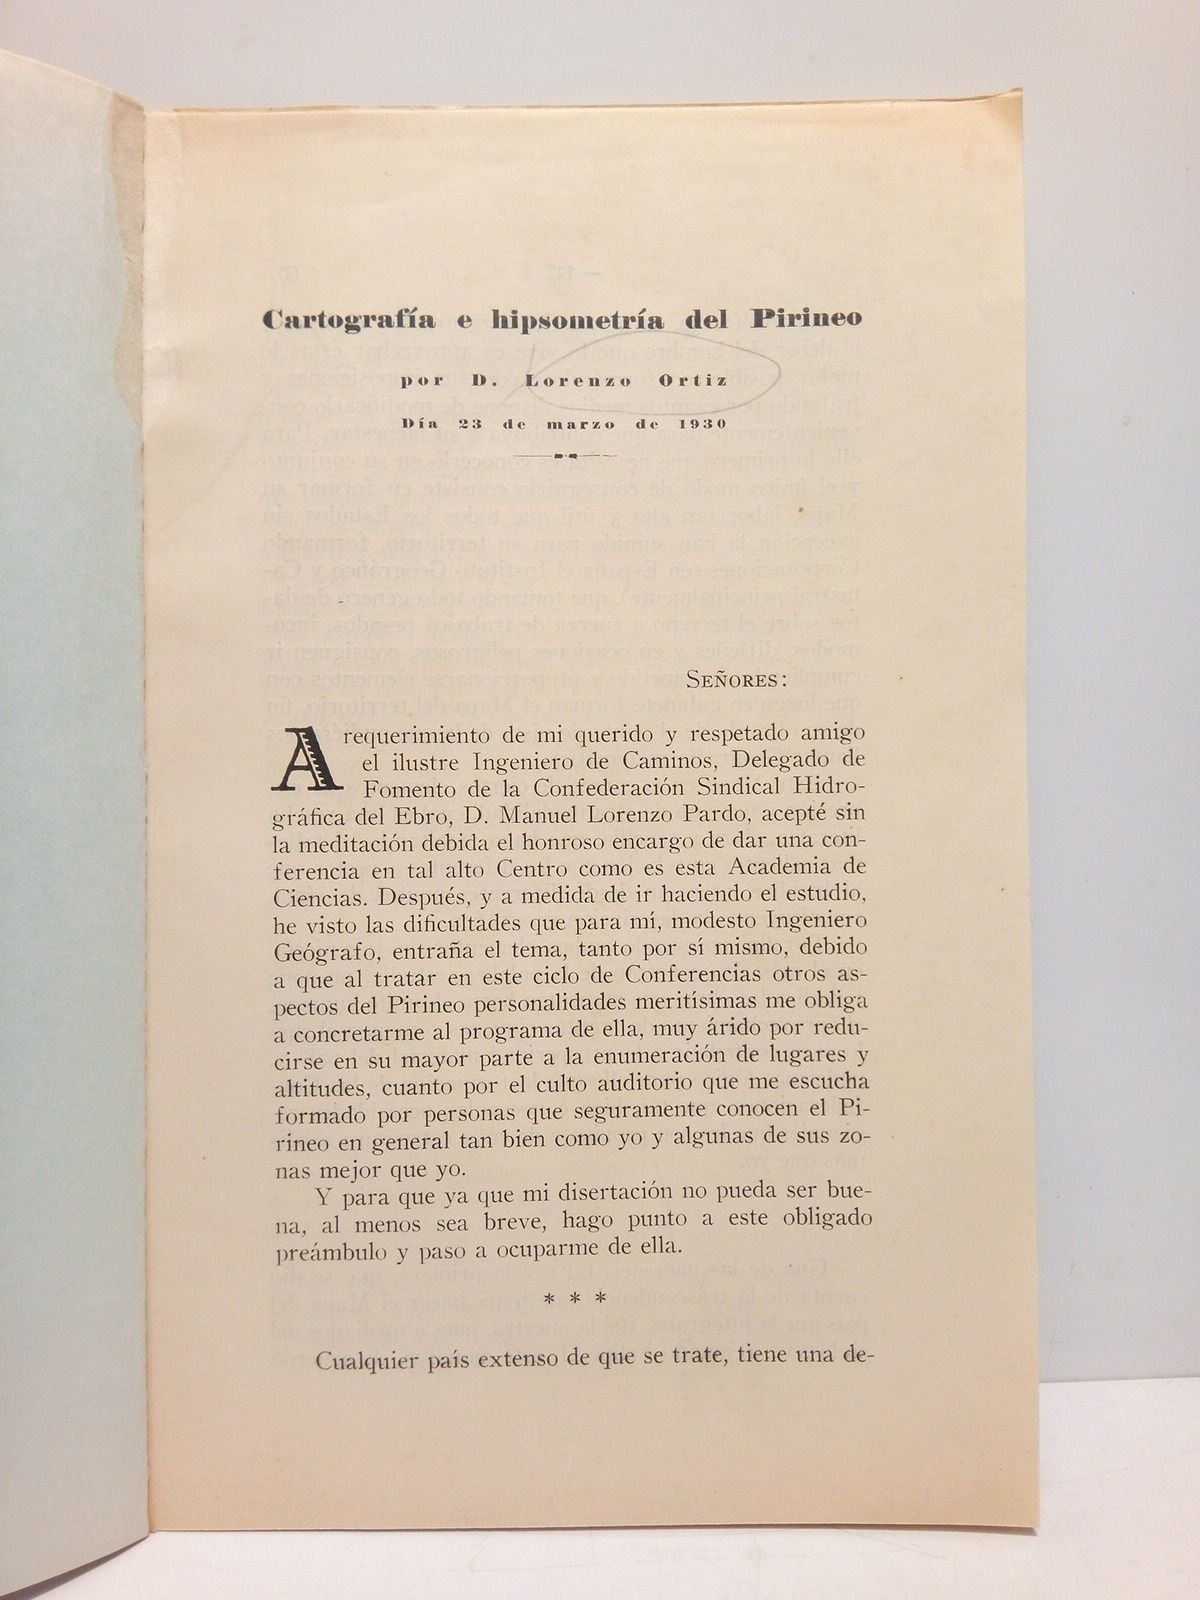 Cartografía e hipsometría del Pirineo
por D. Lorenzo Ortiz
Día 23 de marzo de 1930
SEÑORES:
A requerimiento de mi querido y respetado amigo
el ilustre Ingeniero de Caminos, Delegado de
Fomento de la Confederación Sindical Hidro-
gráfica del Ebro, D. Manuel Lorenzo Pardo, acepté sin
la meditación debida el honroso encargo de dar una con-
ferencia en tal alto Centro como es esta Academia de
Ciencias. Después, y a medida de ir haciendo el estudio,
he visto las dificultades que para mí, modesto Ingeniero
Geógrafo, entraña el tema, tanto por sí mismo, debido
a que al tratar en este ciclo de Conferencias otros as-
pectos del Pirineo personalidades meritísimas me obliga
a concretarme al programa de ella, muy árido por redu-
cirse en su mayor parte a la enumeración de lugares y
altitudes, cuanto por el culto auditorio que me escucha
formado por personas que seguramente conocen el Pi-
rineo en general tan bien como yo y algunas de sus zo-
nas mejor que yo.
Y para que ya que mi disertación no pueda ser bue-
na, al menos sea breve, hago punto a este obligado
preámbulo y paso a ocuparme de ella.
* * *
Cualquier país extenso de que se trate, tiene una de-